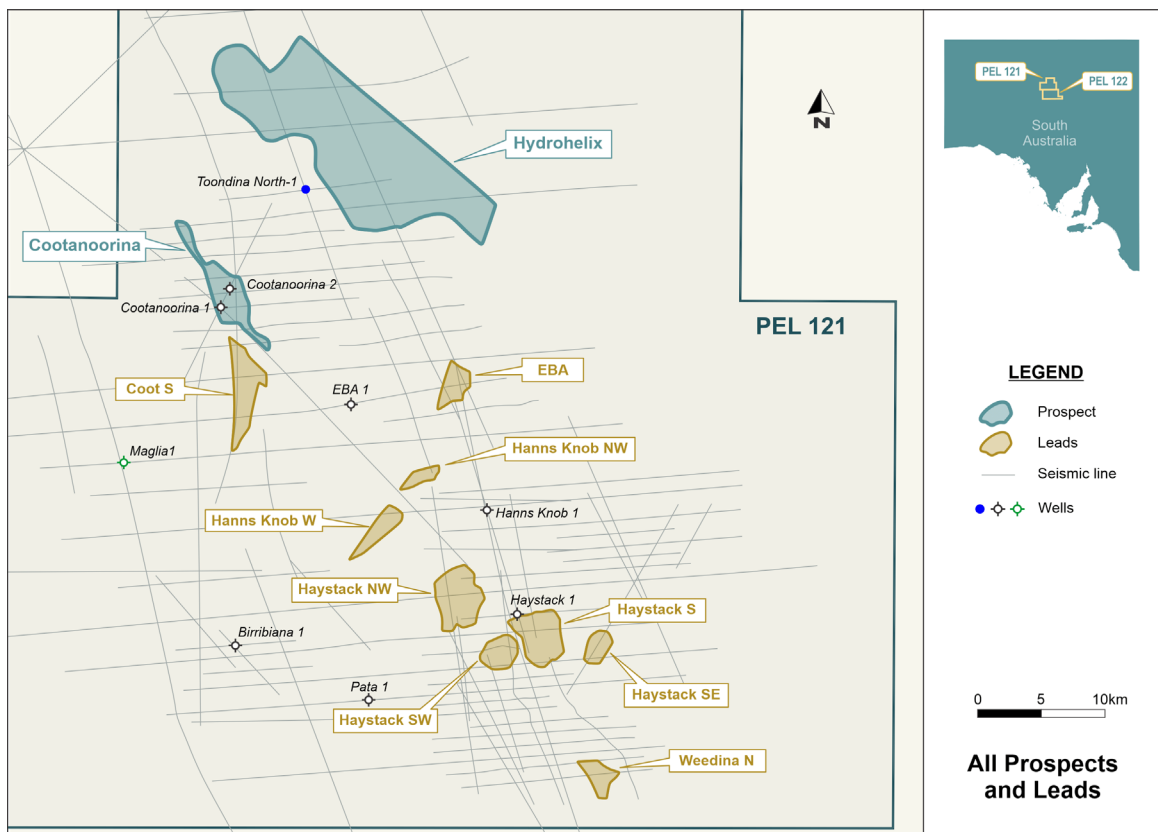 Hydrohelix
Toondina North-1
Cootanoorina
Cootanoorina 2
Cootanoorina 1
PEL 121
Coot S
EBA 1
EBA
Maglia1
Hanns Knob NW
Hanns Knob W
Hanns Knob 1
Haystack NW
Haystack 1
Haystack S
Birribiana 1
Pata 1
Haystack SW
Haystack SE
Weedina N
N
PEL 121
PEL 122
South
Australia
LEGEND
Prospect
Leads
Seismic line
Wells
0 5 10km
All Prospects
and Leads